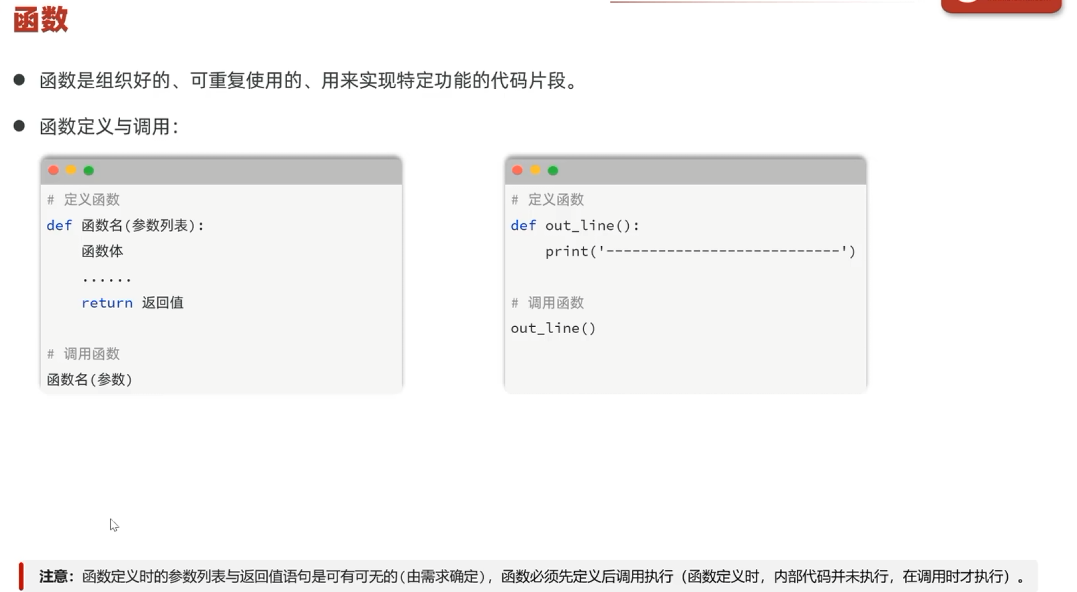 函数
函数是组织好的、可重复使用的、用来实现特定功能的代码片段。
函数定义与调用：
# 定义函数
def 函数名(参数列表):
函数体
......
return 返回值
# 调用函数
函数名(参数)
# 定义函数
def out_line():
print('---------------------------')
# 调用函数
out_line()
注意：函数定义时的参数列表与返回值语句是可有可无的(由需求确定)，函数必须先定义后调用执行（函数定义时，内部代码并未执行，在调用时才执行）。